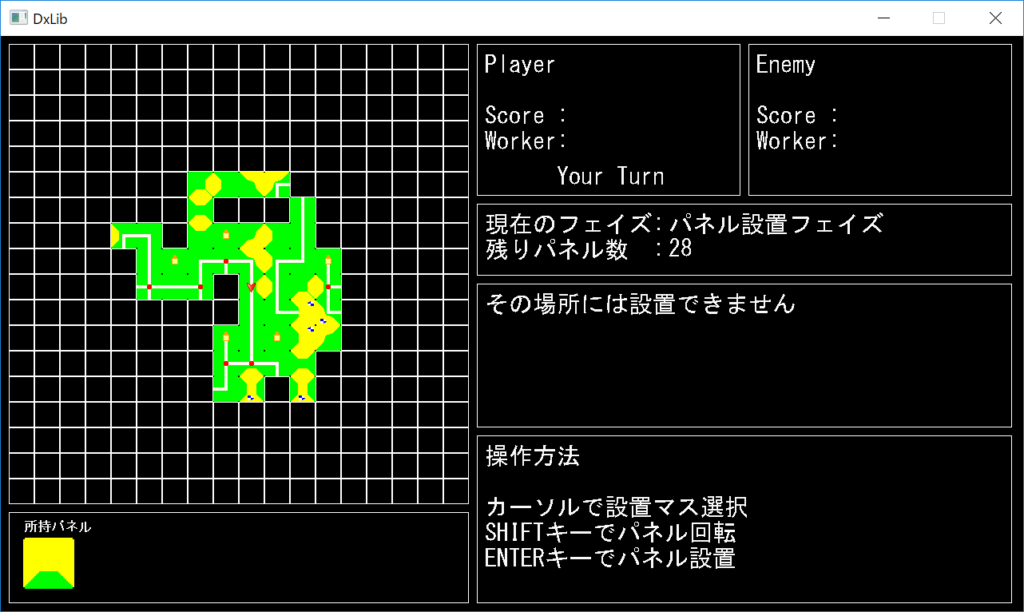 DxLib
Player
Score :
Worker:
Your Turn
Enemy
Score :
Worker:
現在のフェイズ:パネル設置フェイズ
残りパネル数 :28
その場所には設置できません
操作方法
カーソルで設置マス選択
SHIFTキーでパネル回転
ENTERキーでパネル設置
所持パネル